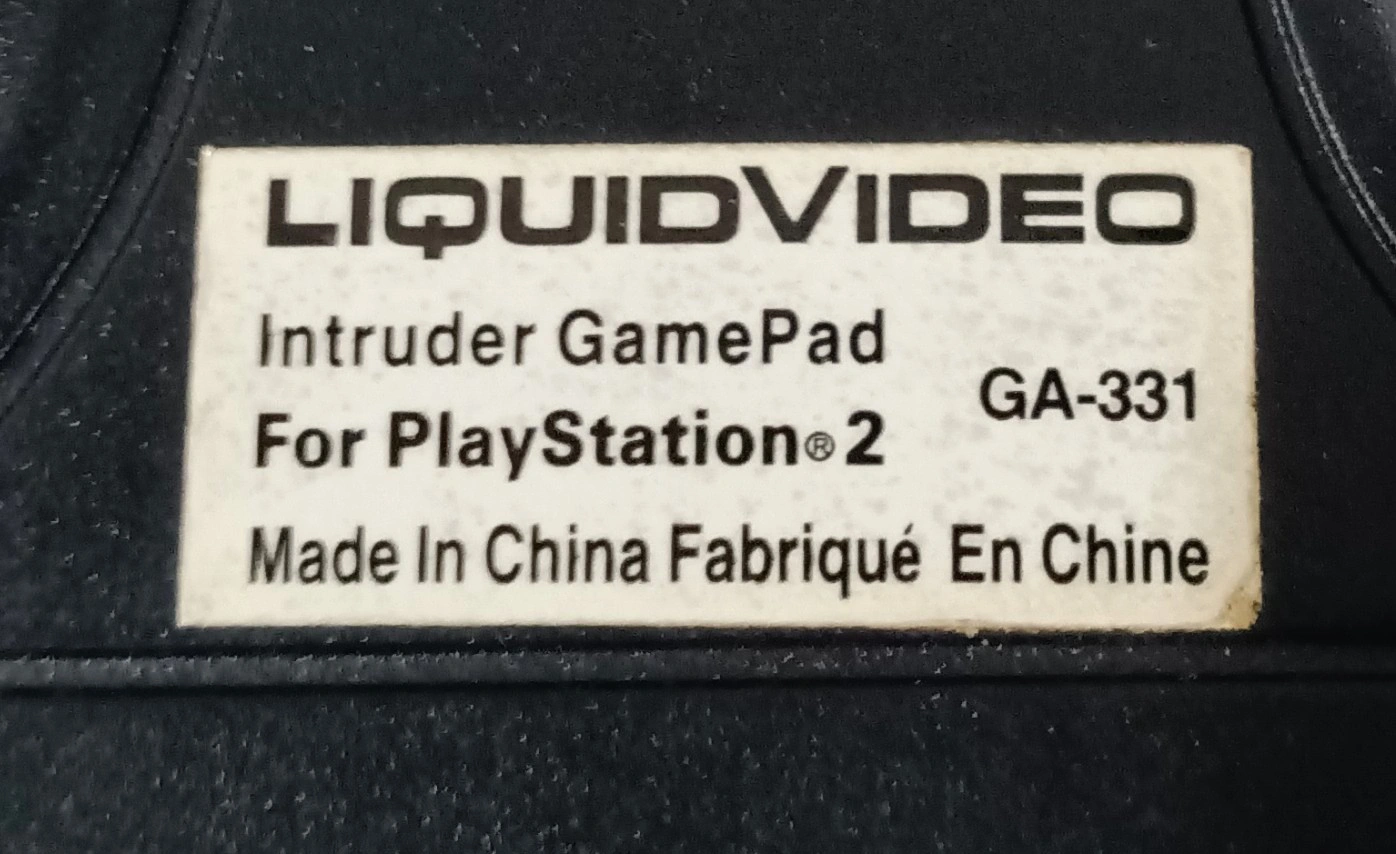 LIQUIDVIDEO
Intruder GamePad
GA-331
For PlayStation® 2
Made In China Fabriqué En Chine